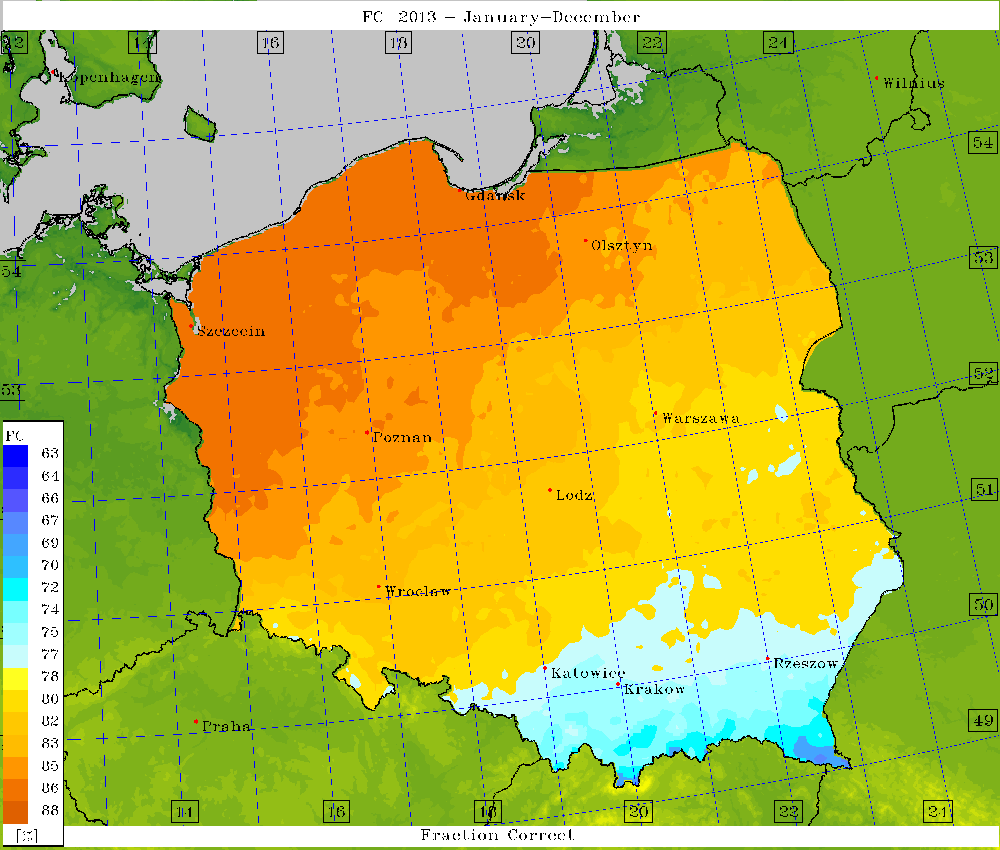 FC 2013 - January-December
12
14
16
18
20
22
24
Kopenhagen
Wilnius
54
Gdansk
Olsztyn
53
54
Szczecin
52
53
Warszawa
Poznan
FC
63
64
66
67
69
70
72
74
75
77
78
80
82
83
85
86
88
[%]
51
Lodz
Wroclaw
50
Rzeszow
Katowice
Krakow
49
Praha
14
16
18
20
22
24
Fraction Correct